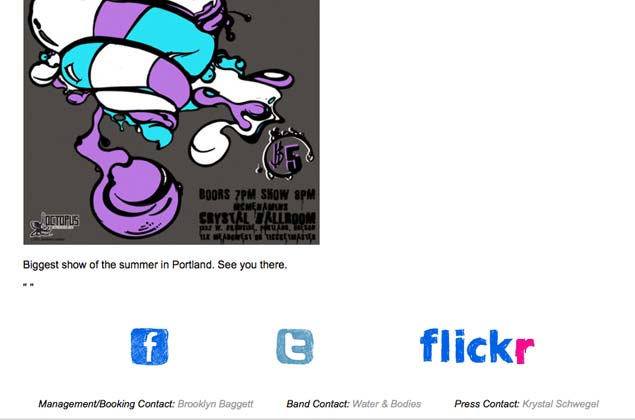 $5
DOORS 7PM SHOW 8PM
MCMENAMINS
CRYSTAL BALLROOM
1332 W. BURNSIDE, PORTLAND, OREGON
TIX @ OR TICKETMASTER
OCTOPUS
Biggest show of the summer in Portland. See you there.
" "
f
t
flickr
Management/Booking Contact: Brooklyn Baggett Band Contact: Water & Bodies Press Contact: Krystal Schwegel